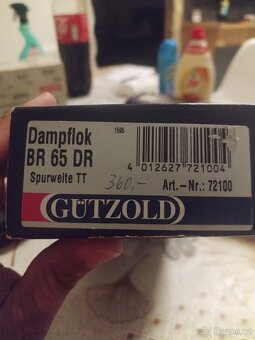 Dampflok
BR 65 DR
Spurweite TT
1595
360,-
4 012627 721004
Art.-Nr.: 72100
GÜTZOLD